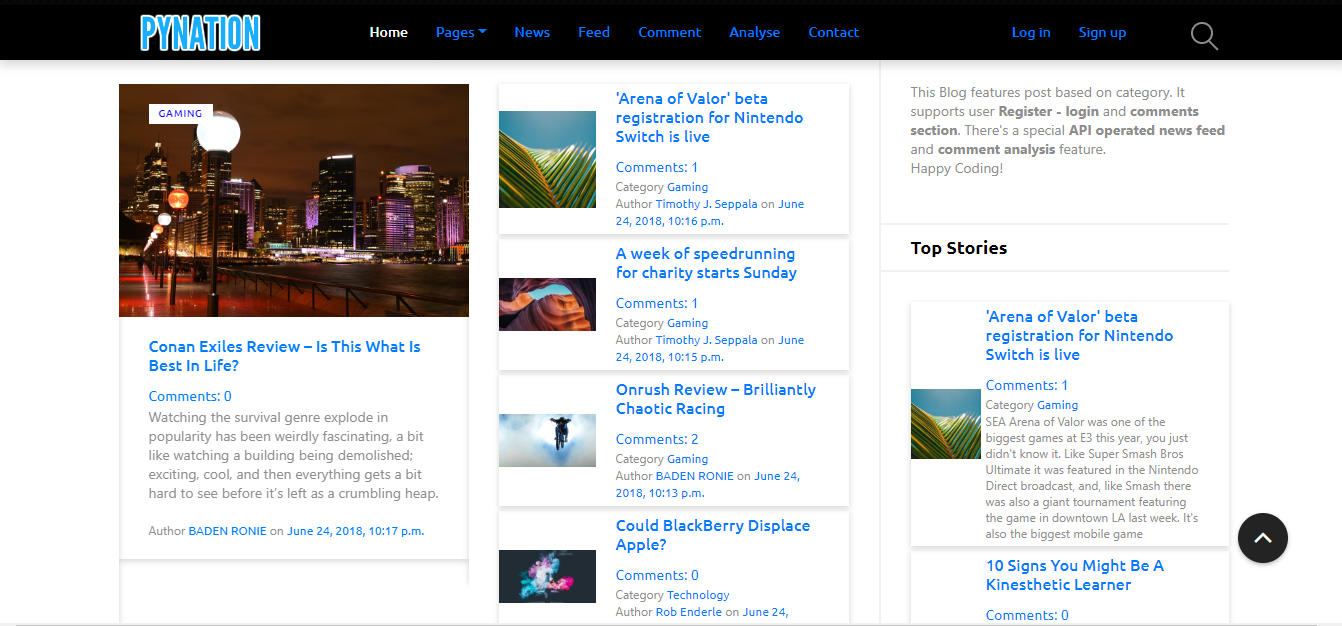 PYNATION
Home
Pages
News
Feed
Comment
Analyse
Contact
Log in
Sign up
GAMING
Conan Exiles Review – Is This What Is
Best In Life?
Comments: 0
Watching the survival genre explode in
popularity has been weirdly fascinating, a bit
like watching a building being demolished;
exciting, cool, and then everything gets a bit
hard to see before it’s left as a crumbling heap.
Author BADEN RONIE on June 24, 2018, 10:17 p.m.
'Arena of Valor' beta
registration for Nintendo
Switch is live
Comments: 1
Category Gaming
Author Timothy J. Seppala on June
24, 2018, 10:16 p.m.
A week of speedrunning
for charity starts Sunday
Comments: 1
Category Gaming
Author Timothy J. Seppala on June
24, 2018, 10:15 p.m.
Onrush Review – Brilliantly
Chaotic Racing
Comments: 2
Category Gaming
Author BADEN RONIE on June 24,
2018, 10:13 p.m.
Could BlackBerry Displace
Apple?
Comments: 0
Category Technology
Author Rob Enderle on June 24,
This Blog features post based on category. It
supports user Register - login and comments
section. There's a special API operated news feed
and comment analysis feature.
Happy Coding!
Top Stories
'Arena of Valor' beta
registration for Nintendo
Switch is live
Comments: 1
Category Gaming
SEA Arena of Valor was one of the
biggest games at E3 this year, you just
didn't know it. Like Super Smash Bros
Ultimate it was featured in the Nintendo
Direct broadcast, and, like Smash there
was also a giant tournament featuring
the game in downtown LA last week. It's
also the biggest mobile game
10 Signs You Might Be A
Kinesthetic Learner
Comments: 0